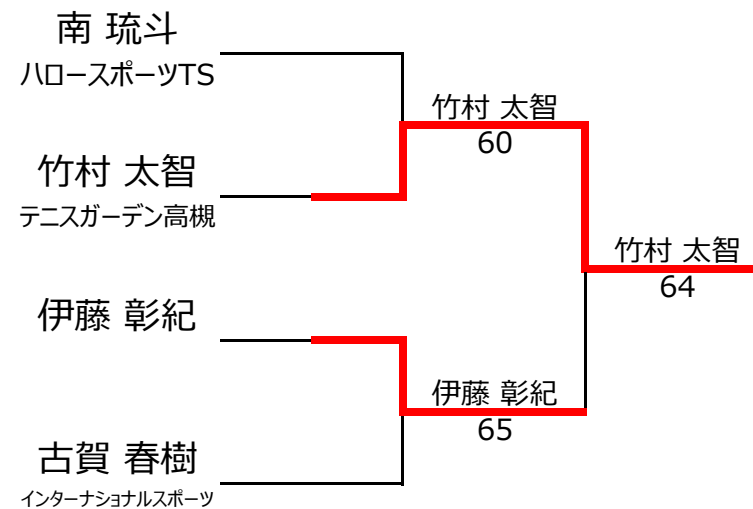 南 琉斗
ハロースポーツTS
竹村 太智
60
竹村 太智
テニスガーデン高槻
竹村 太智
64
伊藤 彰紀
伊藤 彰紀
65
古賀 春樹
インターナショナルスポーツ